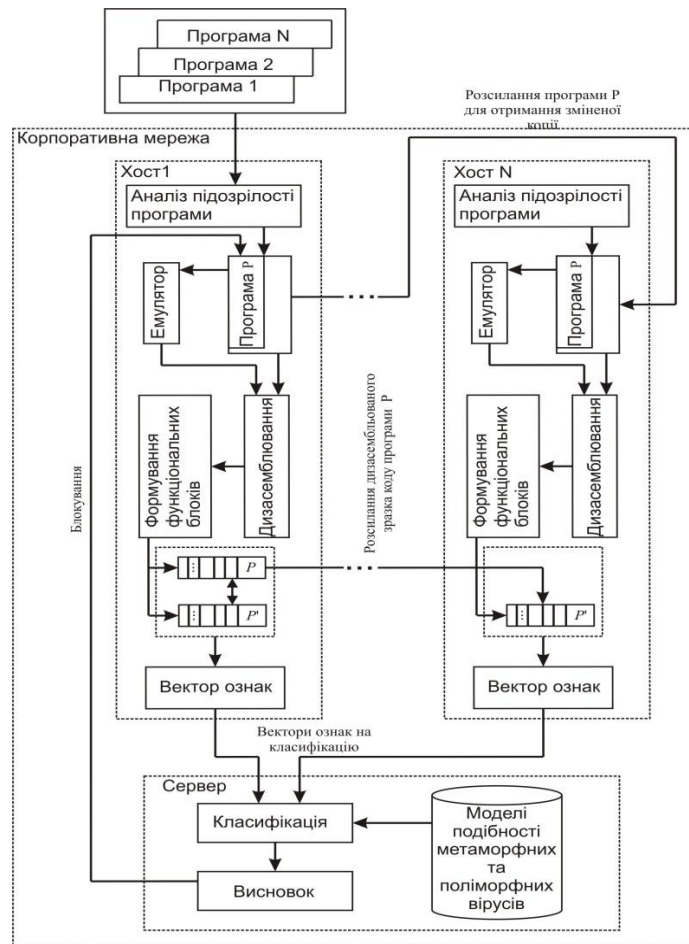 Програма N
Програма 2
Програма 1
Розсилання програми P
для отримання зміненої
копії
Корпоративна мережа
Хост1
Аналіз підозрілості
програми
Емулятор
Програма P
Формування
функціональних
блоків
Дизасемблювання
P
P'
Вектор ознак
Блокування
Розсилання дизасембльованого
зразка коду програми P
Хост N
Аналіз підозрілості
програми
Емулятор
Програма P
Формування
функціональних
блоків
Дизасемблювання
P'
Вектор ознак
Вектори ознак на
класифікацію
Сервер
Класифікація
Висновок
Моделі
подібності
метаморфних
та
поліморфних
вірусів